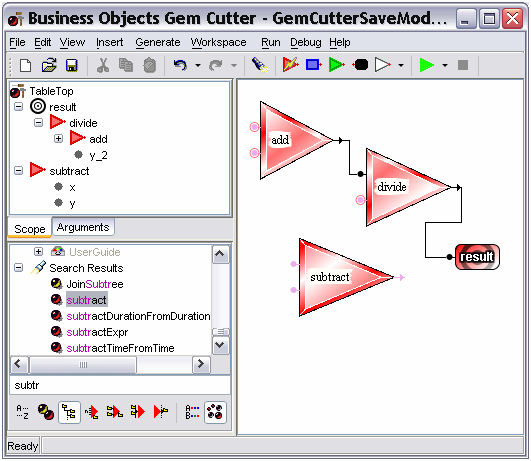 Business Objects Gem Cutter - GemCutterSaveMod...
File Edit View Insert Generate Workspace Run Debug Help
TableTop
result
divide
add
y_2
subtract
x
y
Scope Arguments
UserGuide
Search Results
JoinSubtree
subtract
subtractDurationFromDuration
subtractExpr
subtractTimeFromTime
subtr
A...
...Z
A
B
Ready
add
divide
subtract
result